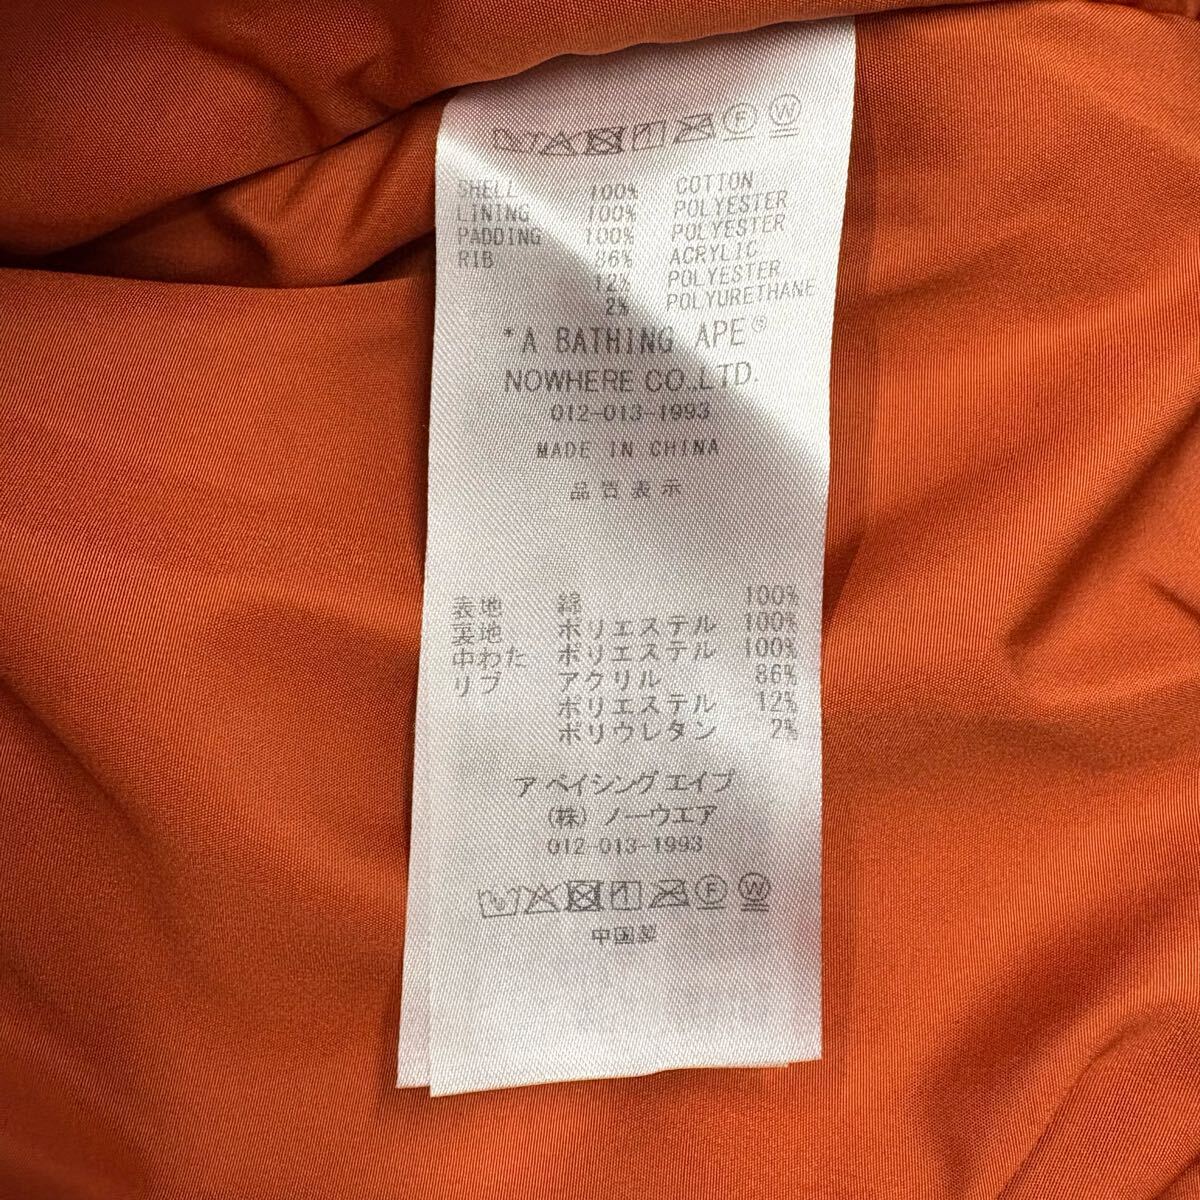 F W
SHELL 100% COTTON
LINING 100% POLYESTER
PADDING 100% POLYESTER
RIB 86% ACRYLIC
12% POLYESTER
2% POLYURETHANE
*A BATHING APE®
NOWHERE CO.,LTD.
012-013-1993
MADE IN CHINA
品質表示
表地 綿 100%
裏地 ポリエステル 100%
中わた ポリエステル 100%
リブ アクリル 86%
ポリエステル 12%
ポリウレタン 2%
ア ベイシング エイプ
(株) ノーウエア
012-013-1993
F W
中国製